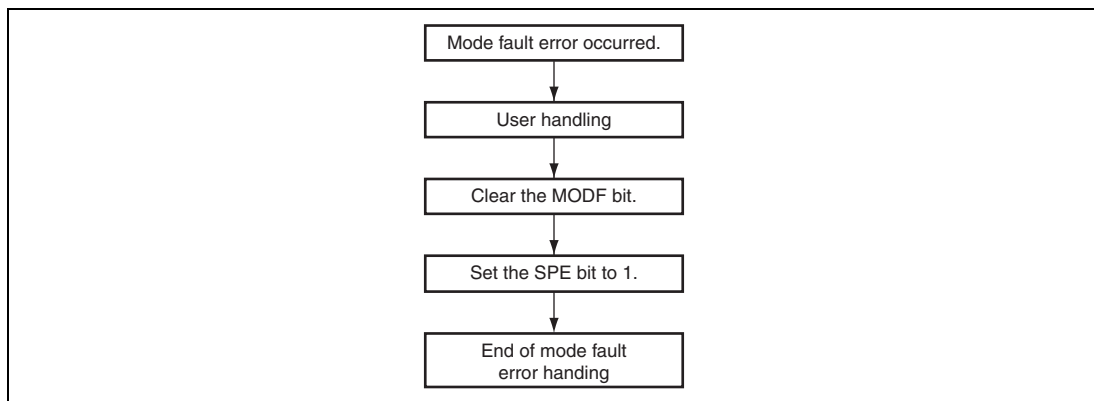 Mode fault error occurred.
User handling
Clear the MODF bit.
Set the SPE bit to 1.
End of mode fault
error handing